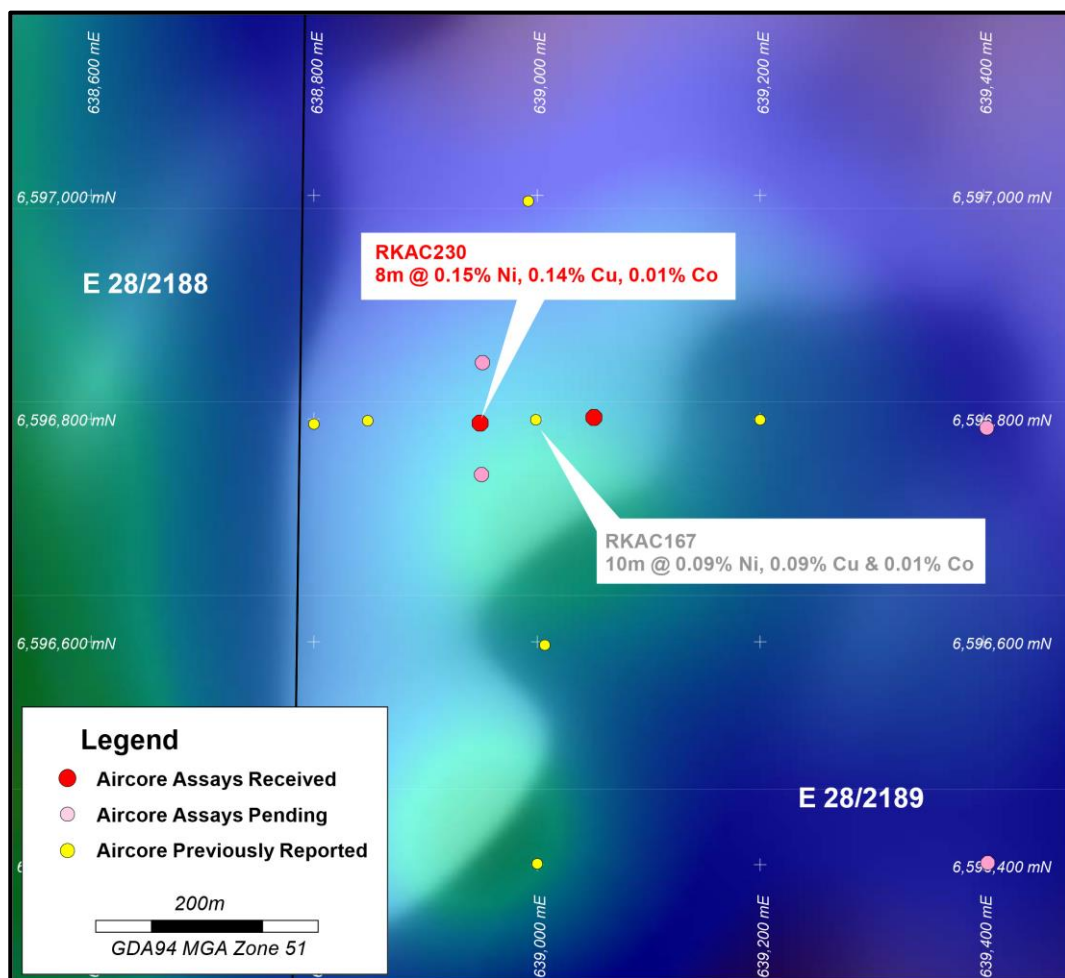 638,600 mE
638,800 mE
639,000 mE
639,200 mE
639,400 mE
6,597,000 mN
6,597,000 mN
E 28/2188
RKAC230
8m @ 0.15% Ni, 0.14% Cu, 0.01% Co
6,596,800 mN
6,596,800 mN
RKAC167
10m @ 0.09% Ni, 0.09% Cu & 0.01% Co
6,596,600 mN
6,596,600 mN
Legend
Aircore Assays Received
Aircore Assays Pending
Aircore Previously Reported
200m
GDA94 MGA Zone 51
E 28/2189
6,596,400 mN
639,000 mE
639,200 mE
639,400 mE